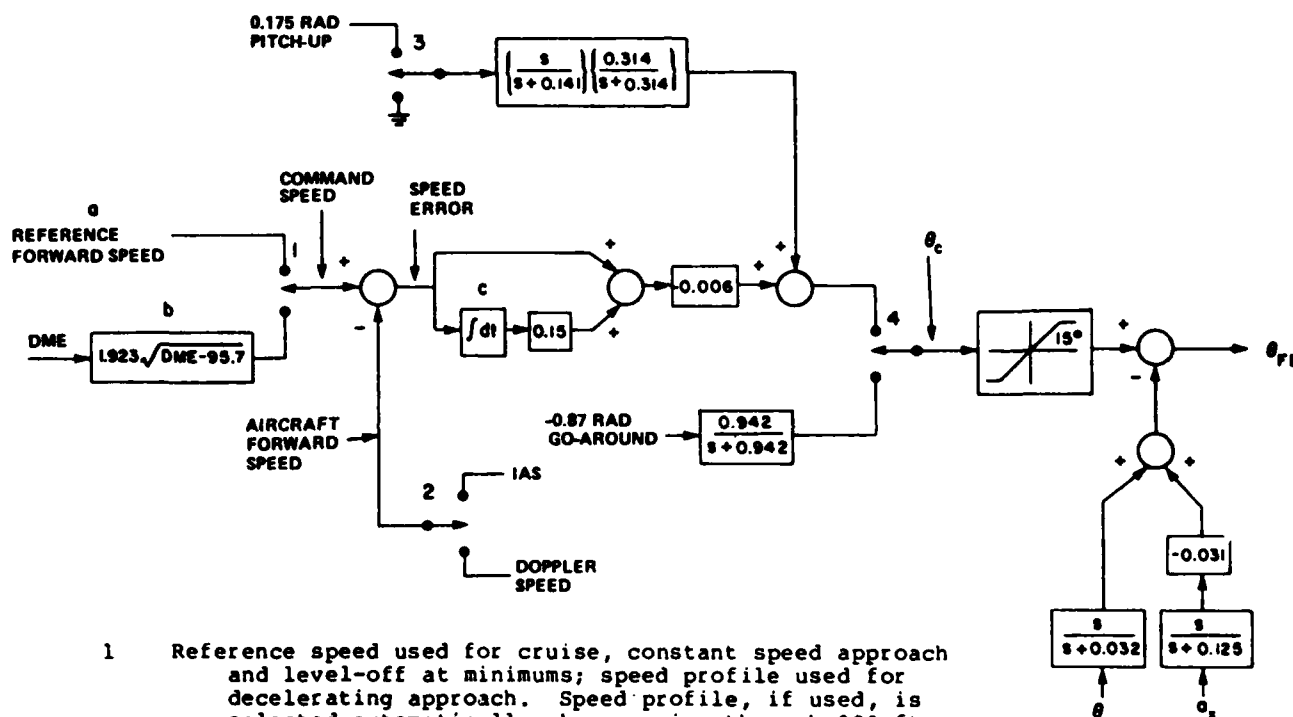 0.175 RAD
PITCH-UP
3
s
s + 0.141
0.314
s + 0.314
COMMAND
SPEED
SPEED
ERROR
a
REFERENCE
FORWARD SPEED
1
+
-
b
DME
1.923 √DME-95.7
c
∫ dt
0.15
+
+
-0.006
+
+
4
θc
15°
+
-
AIRCRAFT
FORWARD
SPEED
-0.87 RAD
GO-AROUND
0.942
s + 0.942
2
IAS
DOPPLER
SPEED
+
+
-0.031
s
s + 0.032
s
s + 0.125
θ
1 Reference speed used for cruise, constant speed approach
and level-off at minimums; speed profile used for
decelerating approach. Speed profile, if used, is